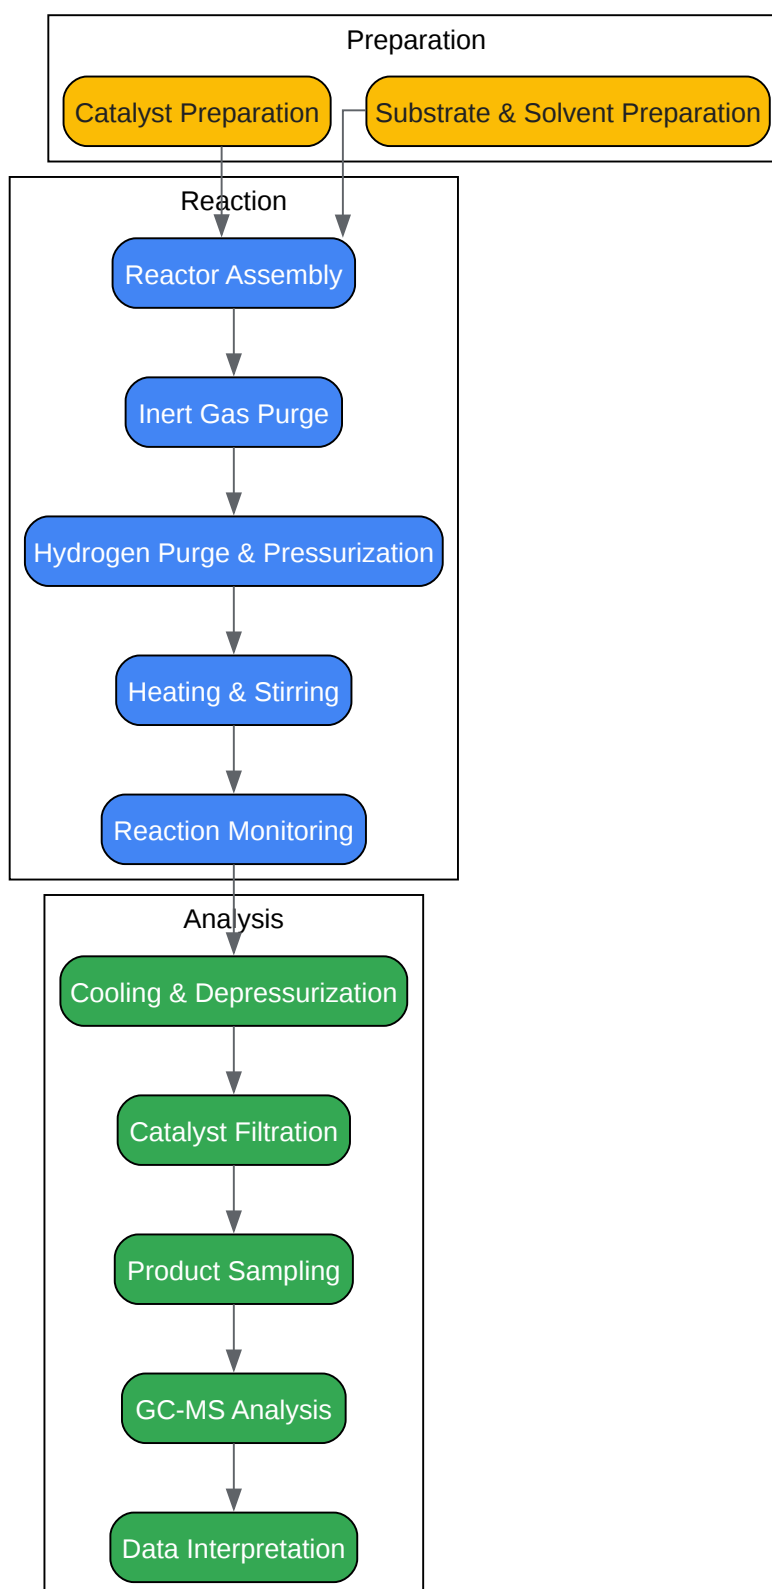 Preparation
Catalyst Preparation
Substrate & Solvent Preparation
Reaction
Reactor Assembly
Inert Gas Purge
Hydrogen Purge & Pressurization
Heating & Stirring
Reaction Monitoring
Analysis
Cooling & Depressurization
Catalyst Filtration
Product Sampling
GC-MS Analysis
Data Interpretation